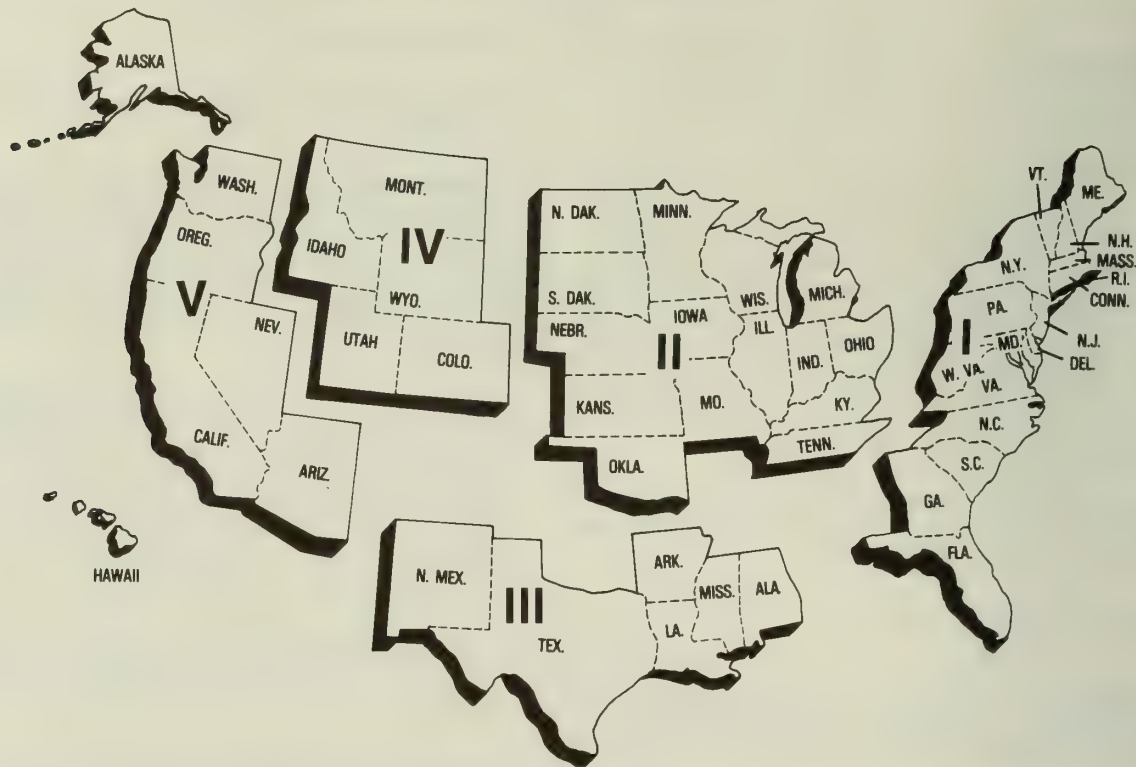 ALASKA
WASH.
OREG.
V
NEV.
CALIF.
ARIZ.
HAWAII
MONT.
IDAHO
IV
WYO.
UTAH
COLO.
N. DAK.
MINN.
S. DAK.
WIS.
MICH.
NEBR.
IOWA
ILL.
II
IND.
OHIO
KANS.
MO.
KY.
TENN.
OKLA.
N. MEX.
III
TEX.
ARK.
MISS.
ALA.
LA.
VT.
ME.
N.H.
MASS.
N.Y.
R.I.
CONN.
PA.
N.J.
I
MD.
DEL.
W. VA.
VA.
N.C.
S.C.
GA.
FLA.